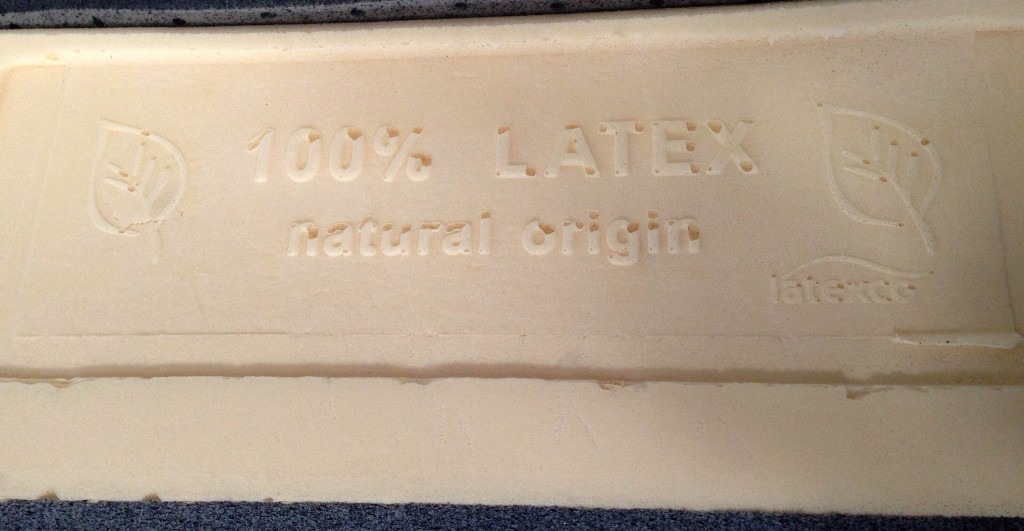 100% LATEX
natural origin
latexco